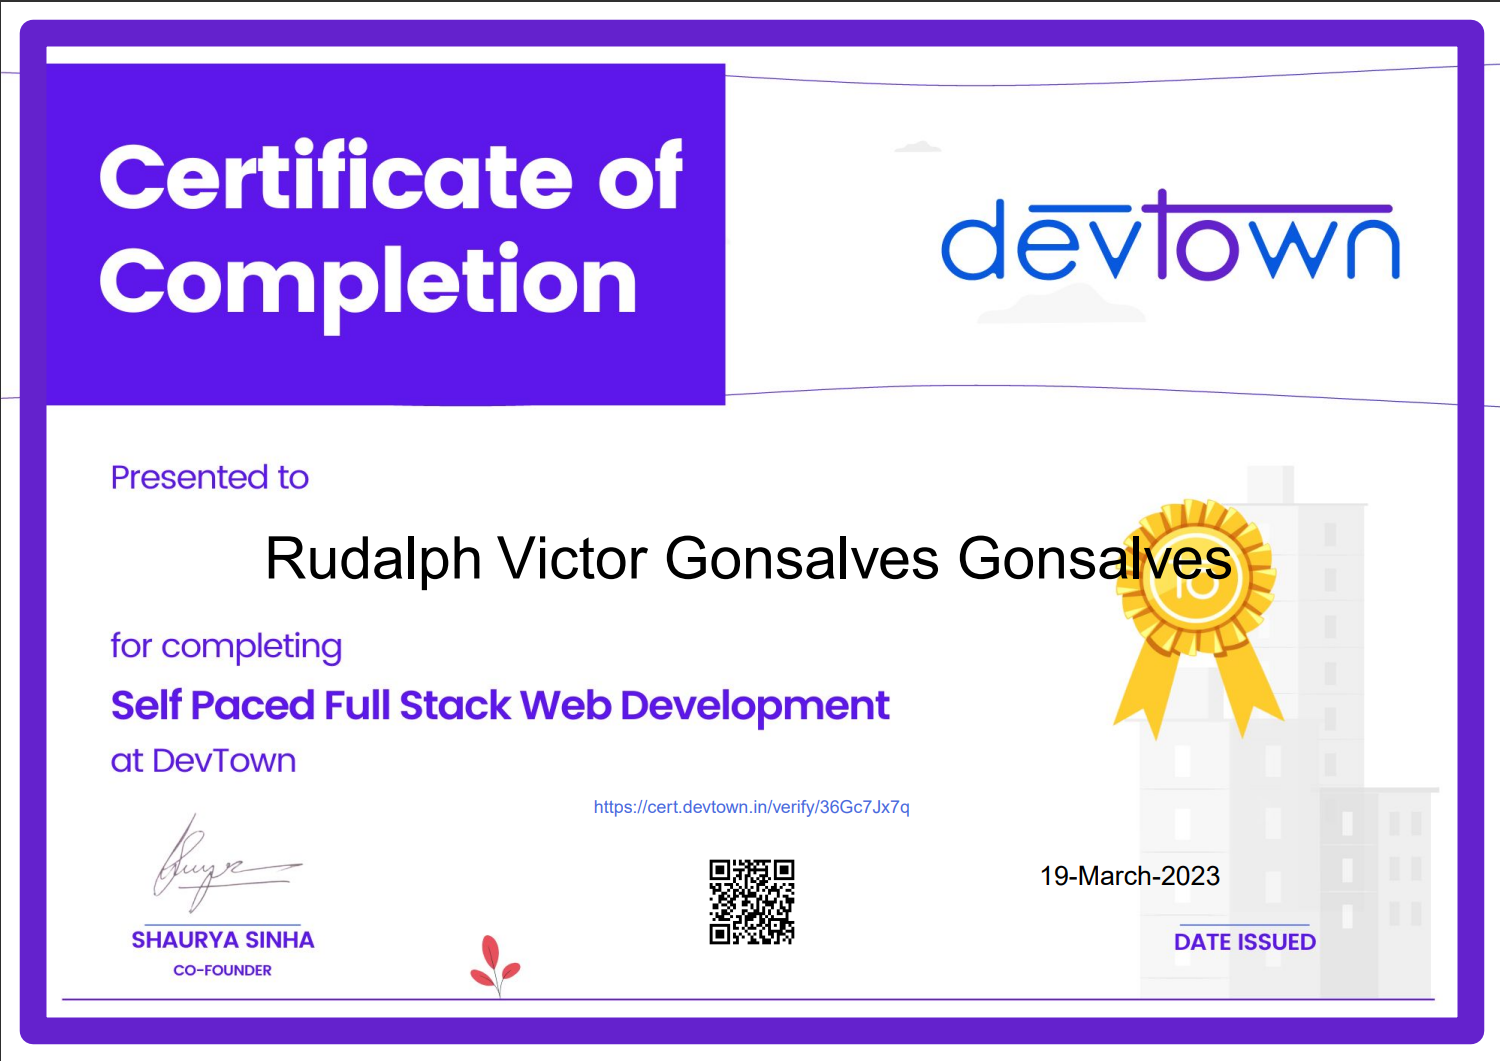 Certificate of
Completion
devtown
Presented to
Rudalph Victor Gonsalves Gonsalves
for completing
Self Paced Full Stack Web Development
at DevTown
https://cert.devtown.in/verify/36Gc7Jx7q
19-March-2023
SHAURYA SINHA
CO-FOUNDER
DATE ISSUED